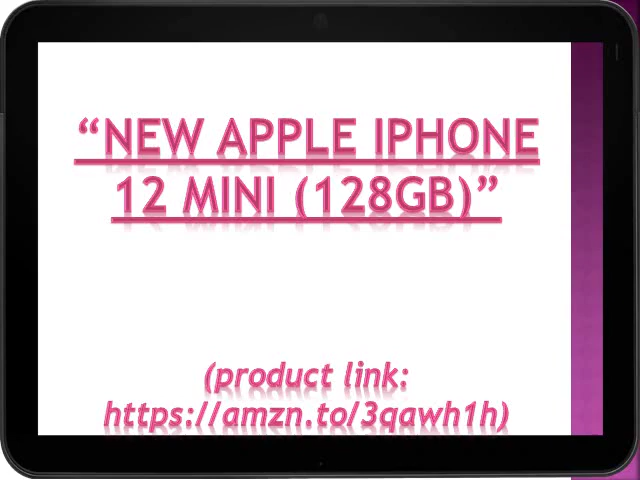 “NEW APPLE IPHONE
12 MINI (128GB)”
(product link:
https://amzn.to/3qawh1h)